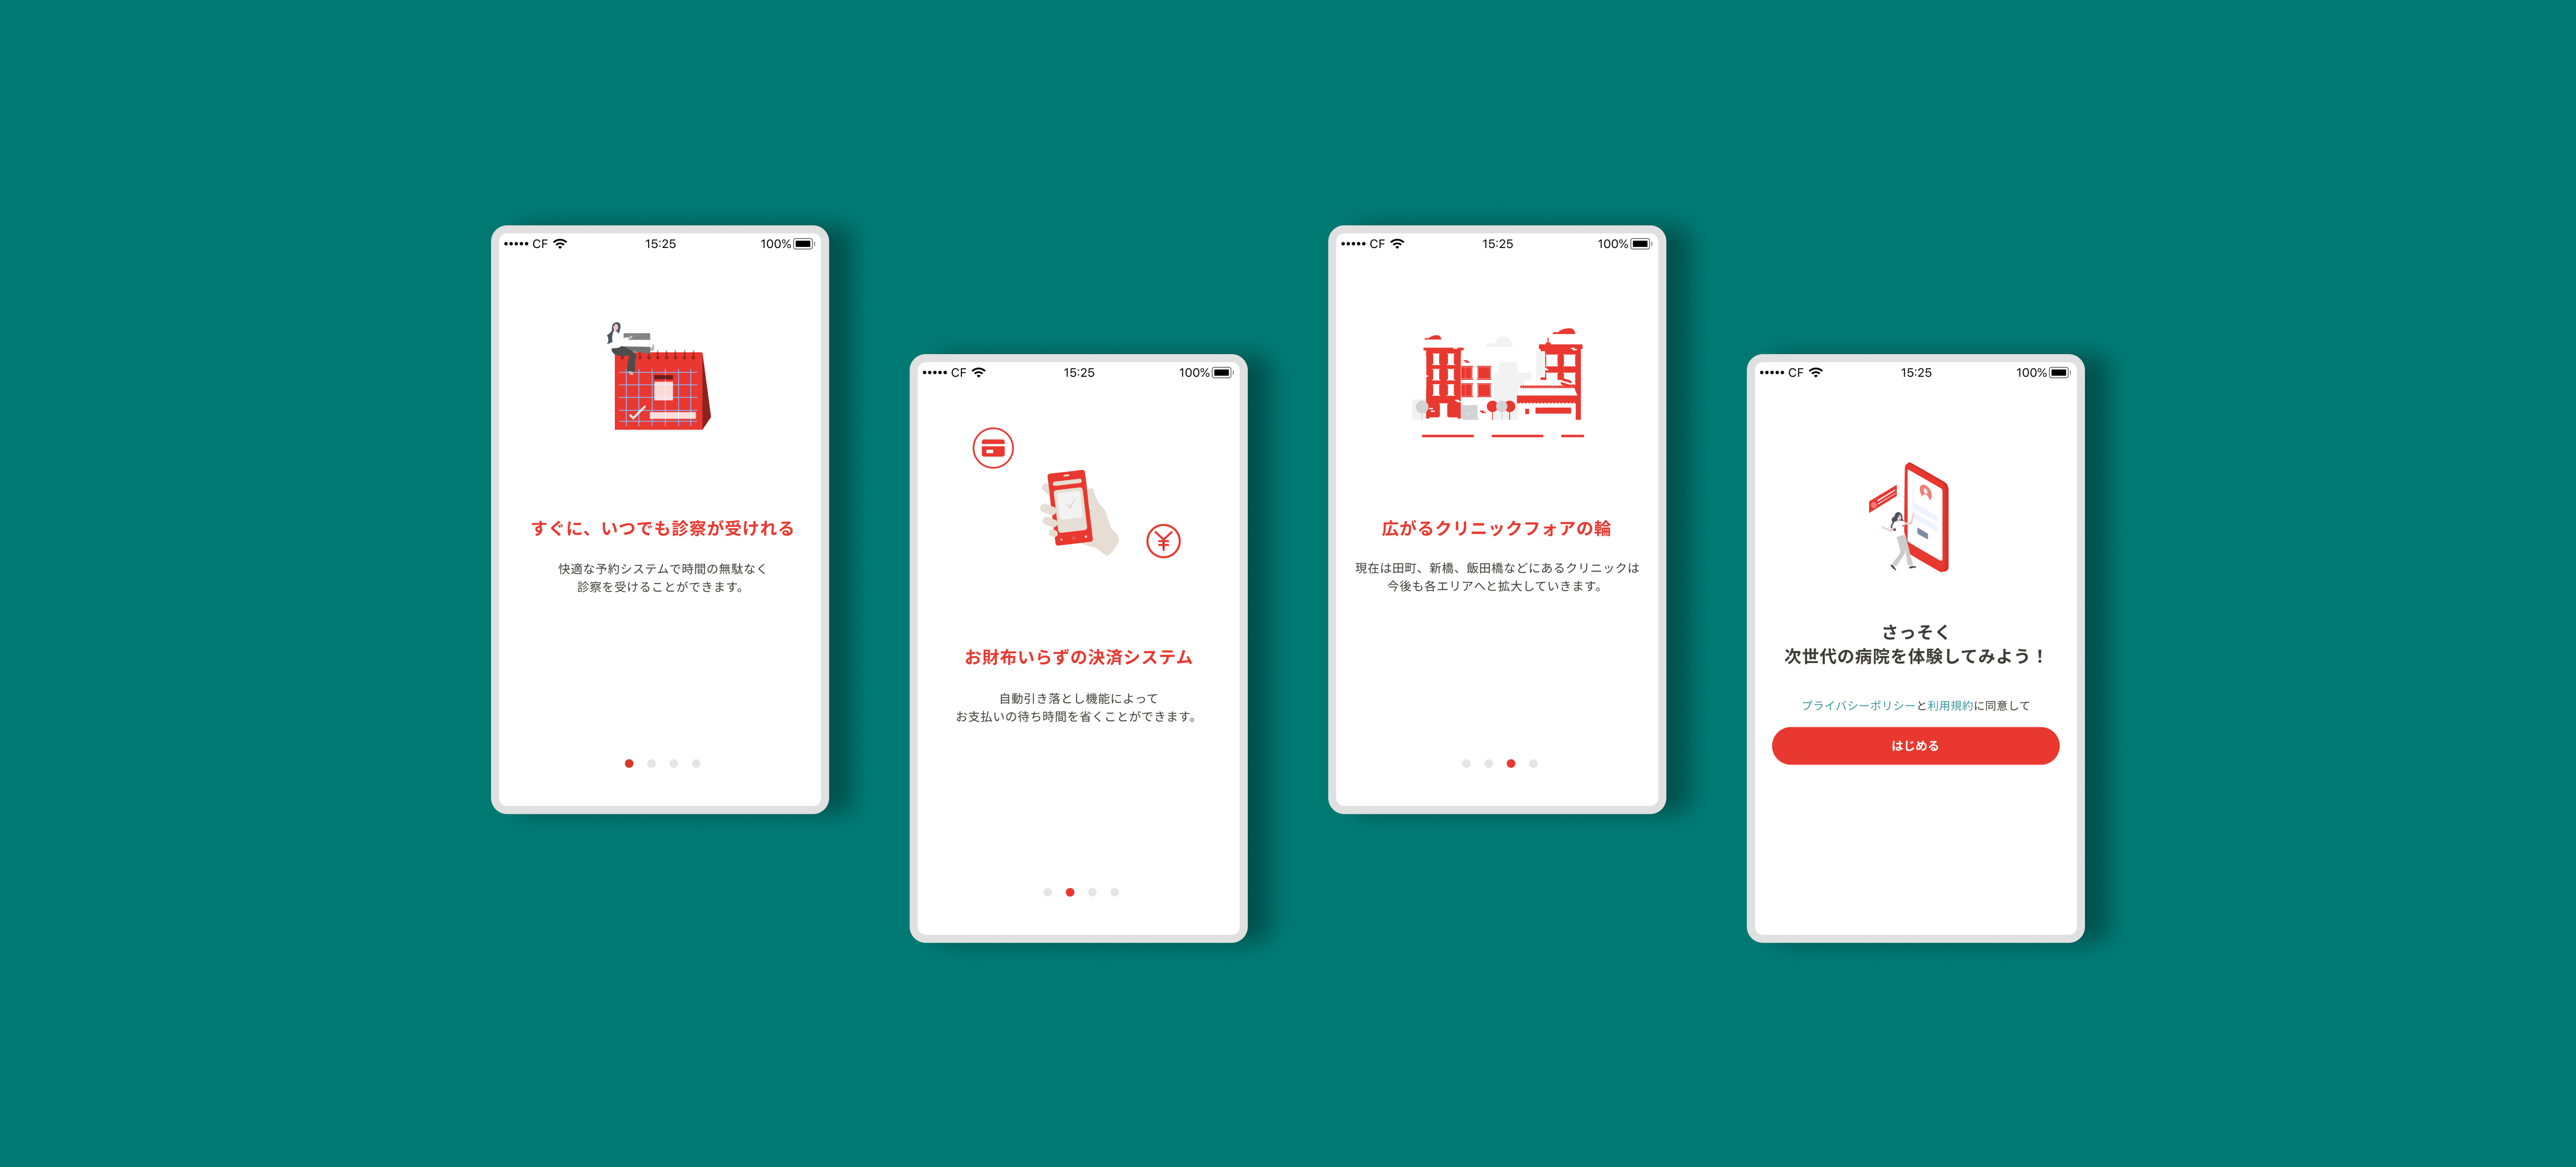 CF
15:25
100%
すぐに、いつでも診察が受けれる
快適な予約システムで時間の無駄なく
診察を受けることができます。
CF
15:25
100%
お財布いらずの決済システム
自動引き落とし機能によって
お支払いの待ち時間を省くことができます。
CF
15:25
100%
広がるクリニックフォアの輪
現在は田町、新橋、飯田橋などにあるクリニックは
今後も各エリアへと拡大していきます。
CF
15:25
100%
さっそく
次世代の病院を体験してみよう！
プライバシーポリシーと利用規約に同意して
はじめる